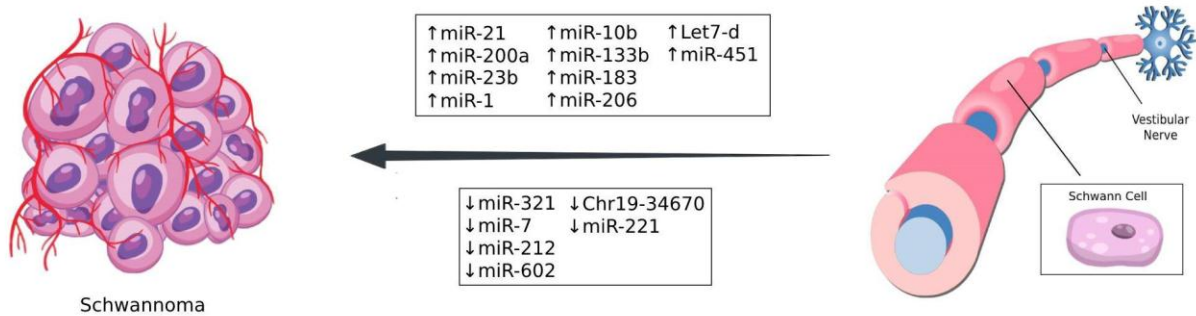 ↑miR-21 ↑miR-10b ↑Let7-d
↑miR-200a ↑miR-133b ↑miR-451
↑miR-23b ↑miR-183
↑miR-1 ↑miR-206
Vestibular
Nerve
↓miR-321 ↓Chr19-34670
↓miR-7 ↓miR-221
↓miR-212
↓miR-602
Schwann Cell
Schwannoma